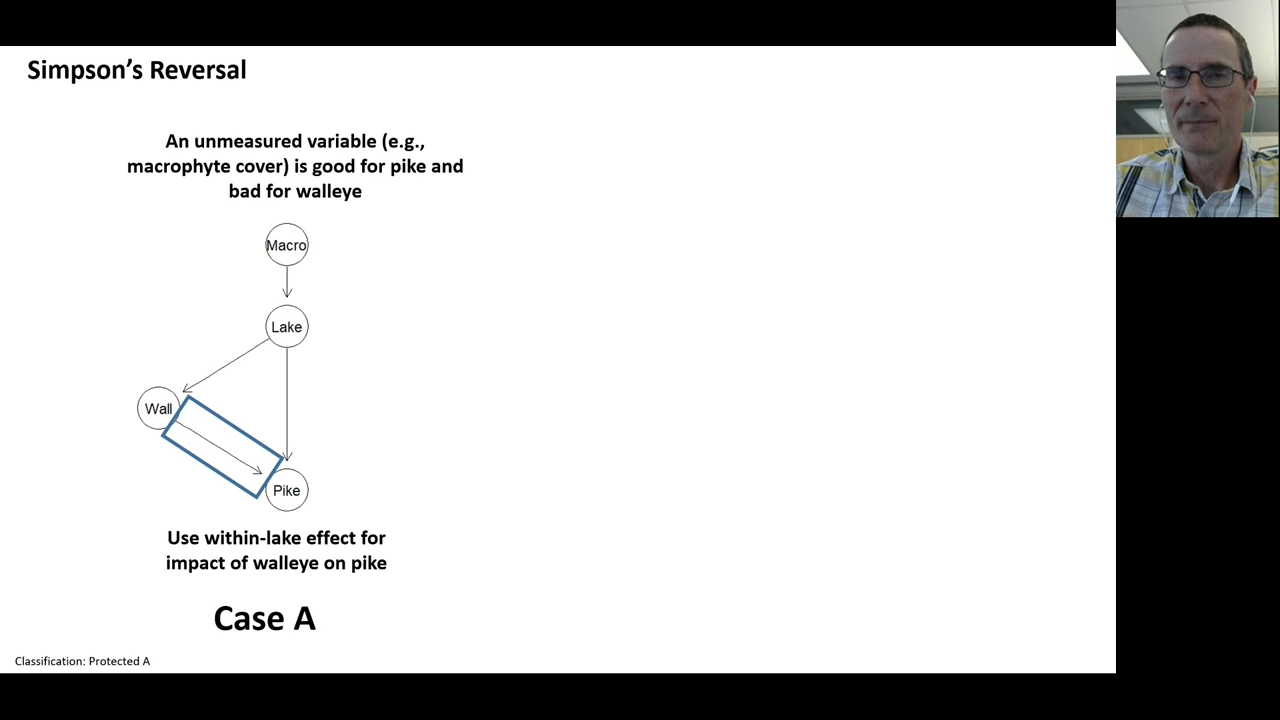 Simpson's Reversal
An unmeasured variable (e.g.,
macrophyte cover) is good for pike and
bad for walleye
Macro
Lake
Wall
Pike
Use within-lake effect for
impact of walleye on pike
Case A
Classification: Protected A